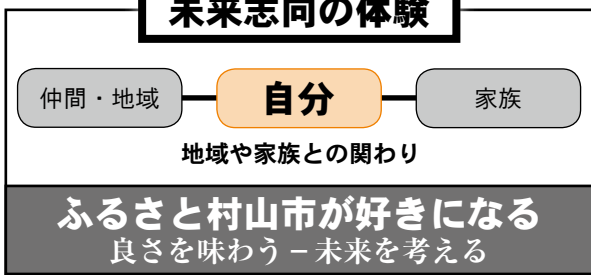 未来志向の体験
仲間・地域 自分 家族
地域や家族との関わり
ふるさと村山市が好きになる
良さを味わう－未来を考える